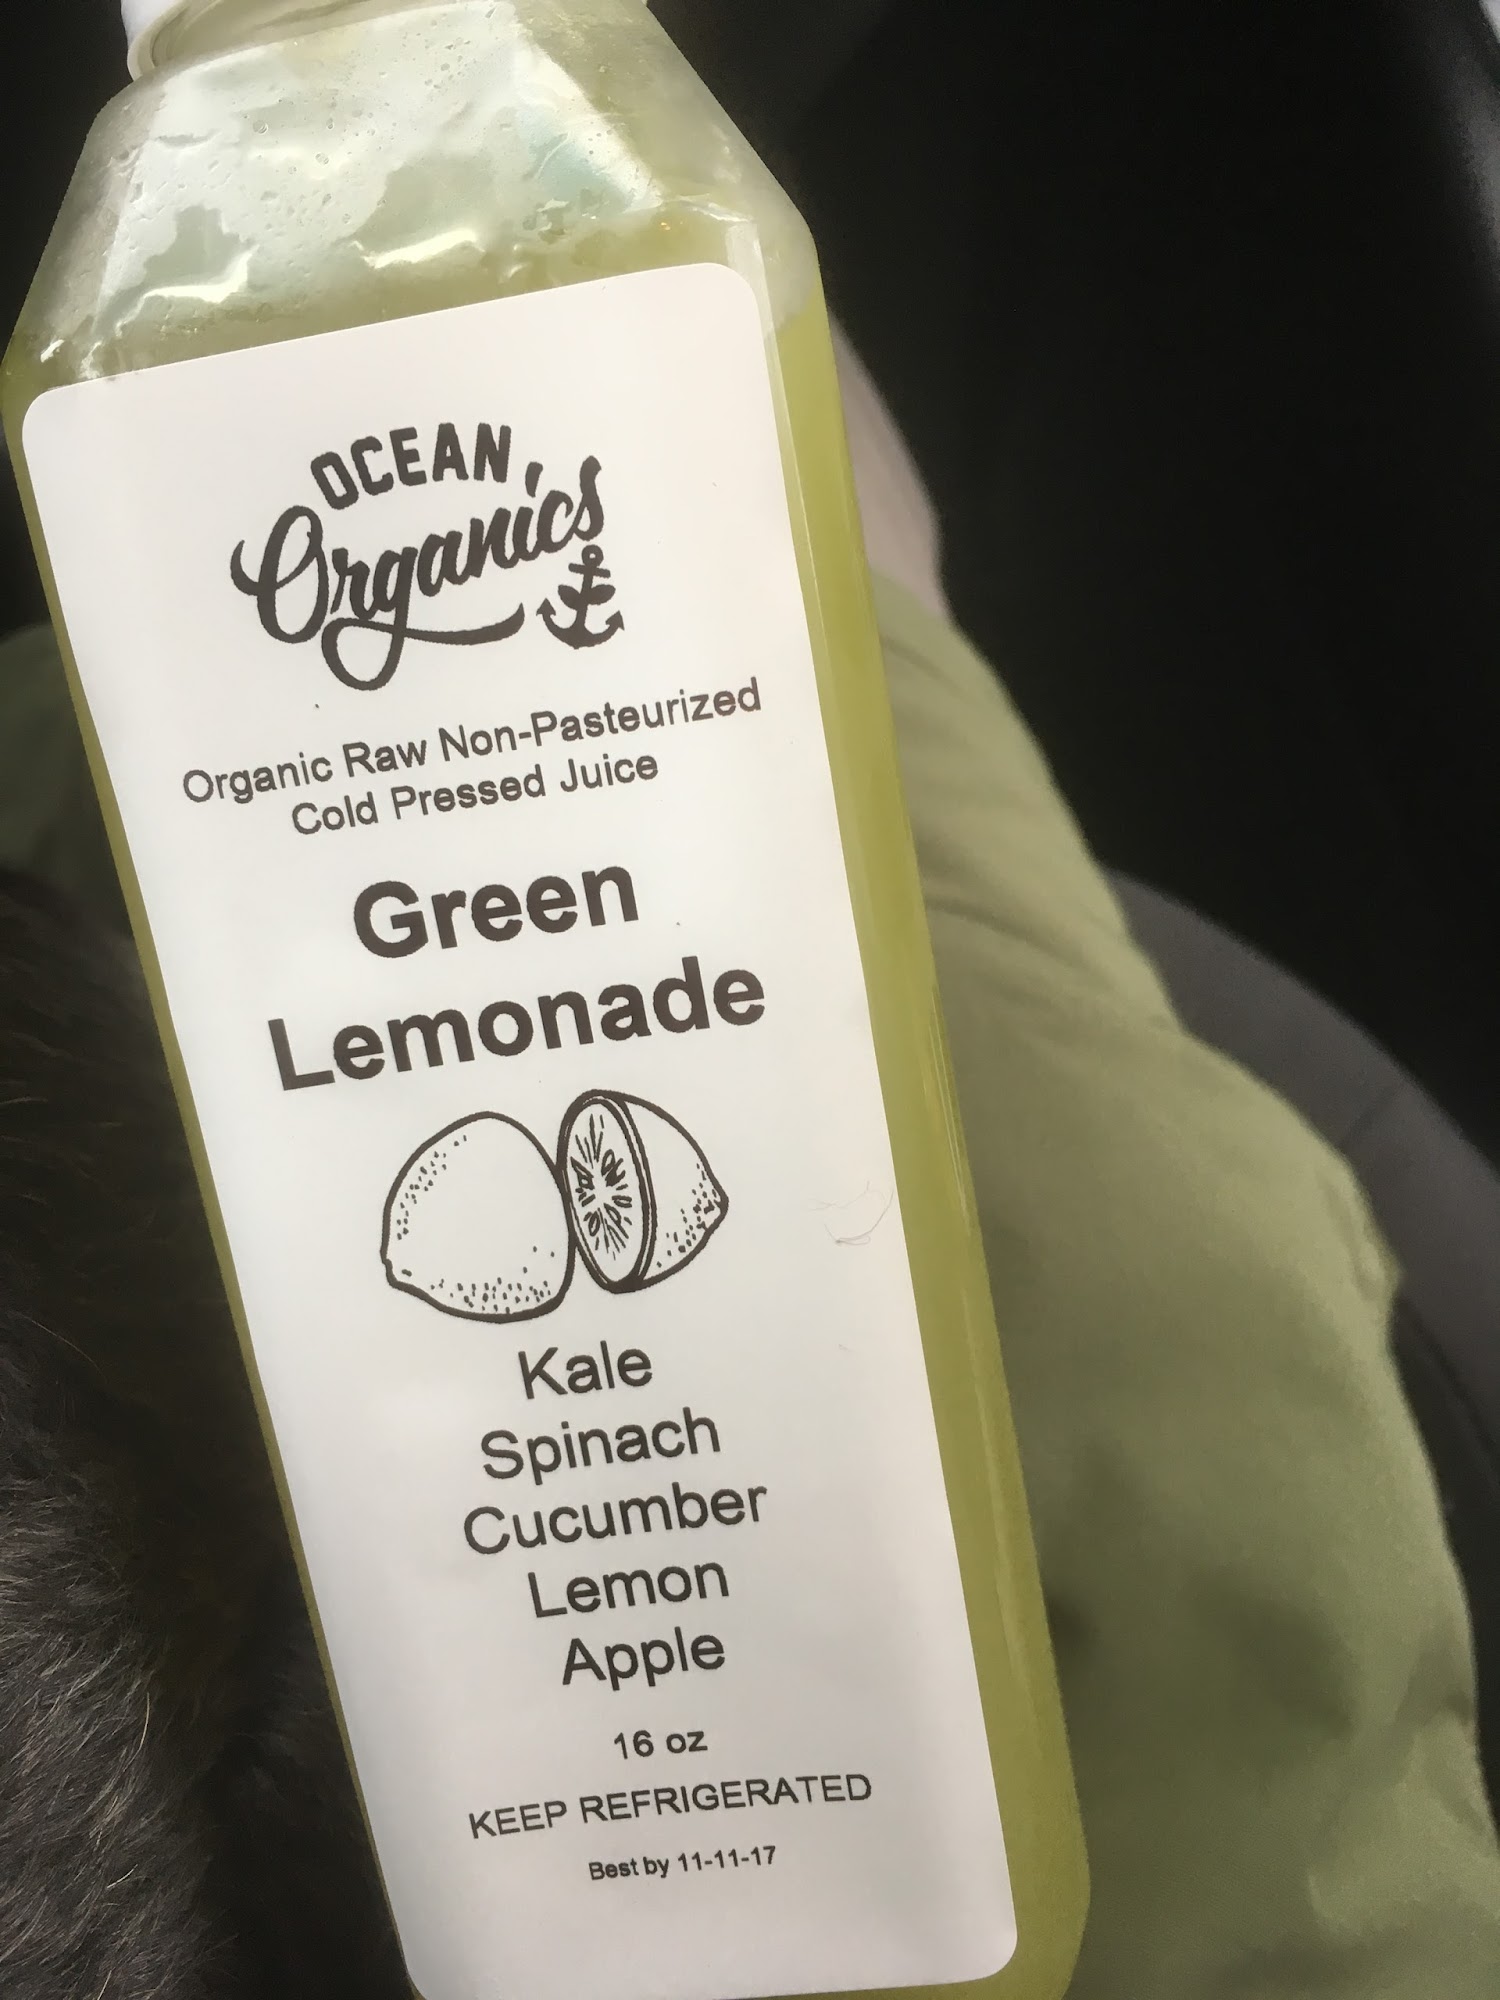 OCEAN
Organics
Organic Raw Non-Pasteurized
Cold Pressed Juice
Green
Lemonade
Kale
Spinach
Cucumber
Lemon
Apple
16 oz
KEEP REFRIGERATED
Best by 11-11-17